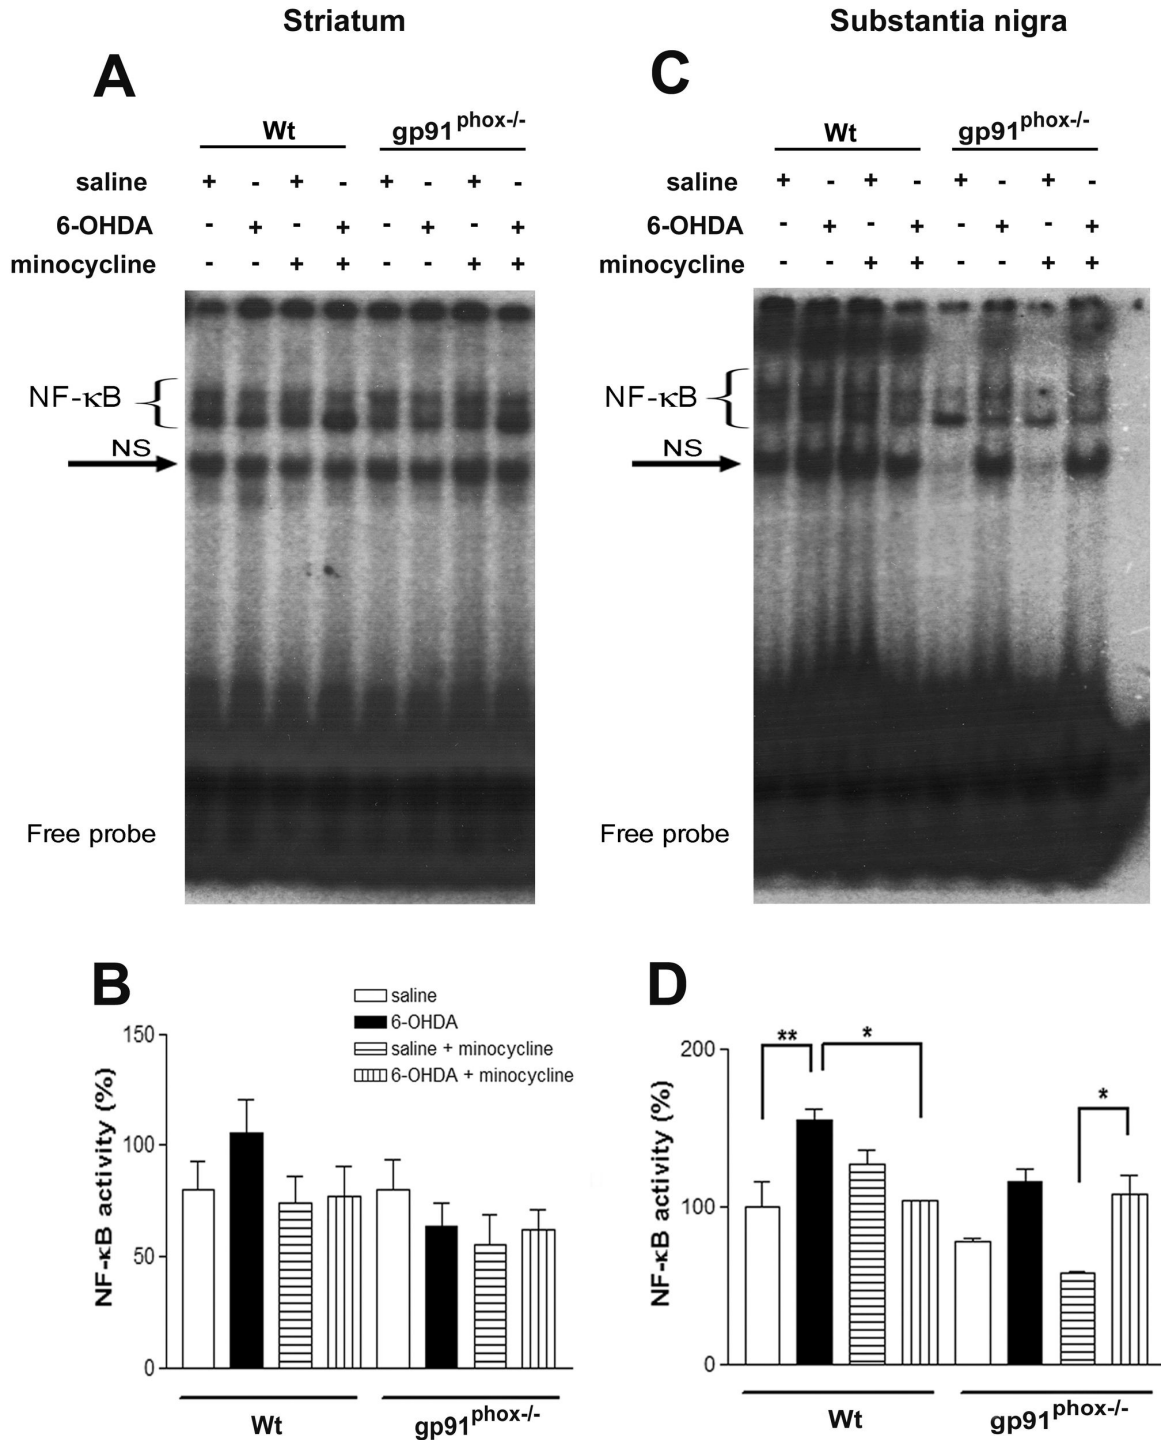 Striatum
Substantia nigra
A
C
Wt
gp91phox-/-
Wt
gp91phox-/-
saline + - + - + - + -
saline + - + - + - + -
6-OHDA - + - + - + - +
6-OHDA - + - + - + - +
minocycline - - + + - - + +
minocycline - - + + - - + +
NF-κB
NF-κB
NS
NS
Free probe
Free probe
B
D
saline
6-OHDA
saline + minocycline
6-OHDA + minocycline
NF-κB activity (%)
150
100
50
0
Wt
gp91phox-/-
NF-κB activity (%)
200
100
0
**
*
*
Wt
gp91phox-/-